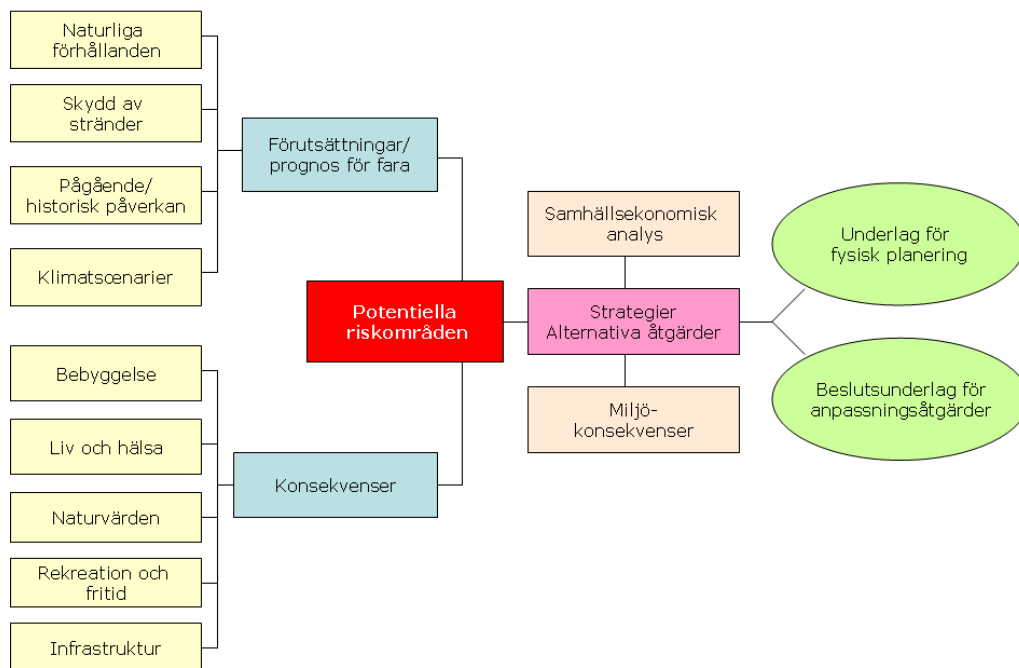 Naturliga
förhållanden
Skydd av
stränder
Pågående/
historisk påverkan
Klimatscenarier
Förutsättningar/
prognos för fara
Bebyggelse
Liv och hälsa
Naturvärden
Rekreation och
fritid
Infrastruktur
Konsekvenser
Potentiella
riskområden
Samhällsekonomisk
analys
Strategier
Alternativa åtgärder
Miljö-
konsekvenser
Underlag för
fysisk planering
Beslutsunderlag för
anpassningsåtgärder